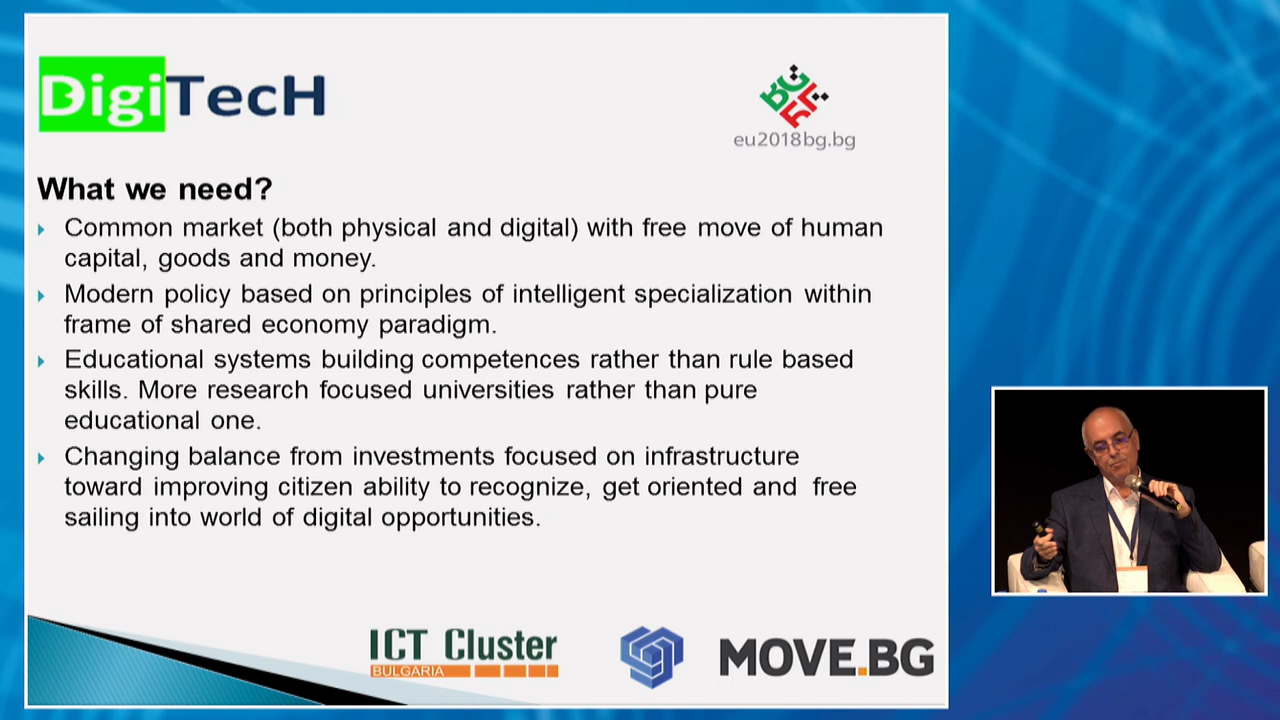 DigiTecH
eu2018bg.bg
What we need?
Common market (both physical and digital) with free move of human
capital, goods and money.
Modern policy based on principles of intelligent specialization within
frame of shared economy paradigm.
Educational systems building competences rather than rule based
skills. More research focused universities rather than pure
educational one.
Changing balance from investments focused on infrastructure
toward improving citizen ability to recognize, get oriented and free
sailing into world of digital opportunities.
ICT Cluster
BULGARIA
MOVE.BG